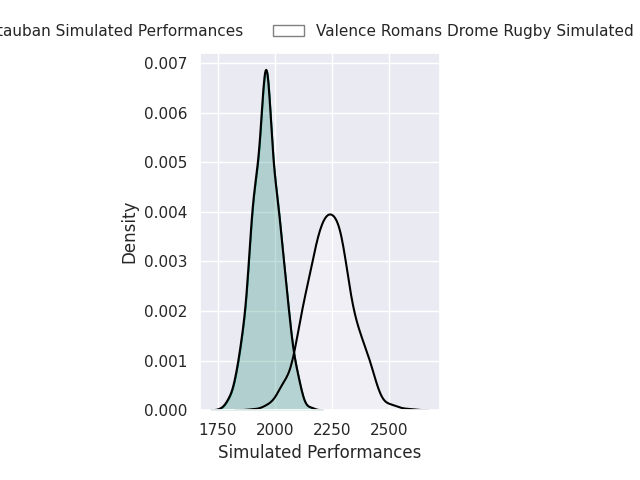 tauban Simulated Performances Valence Romans Drome Rugby Simulated
0.007
0.006
0.005
0.004
0.003
0.002
0.001
0.000
Density
1750 2000 2250 2500
Simulated Performances